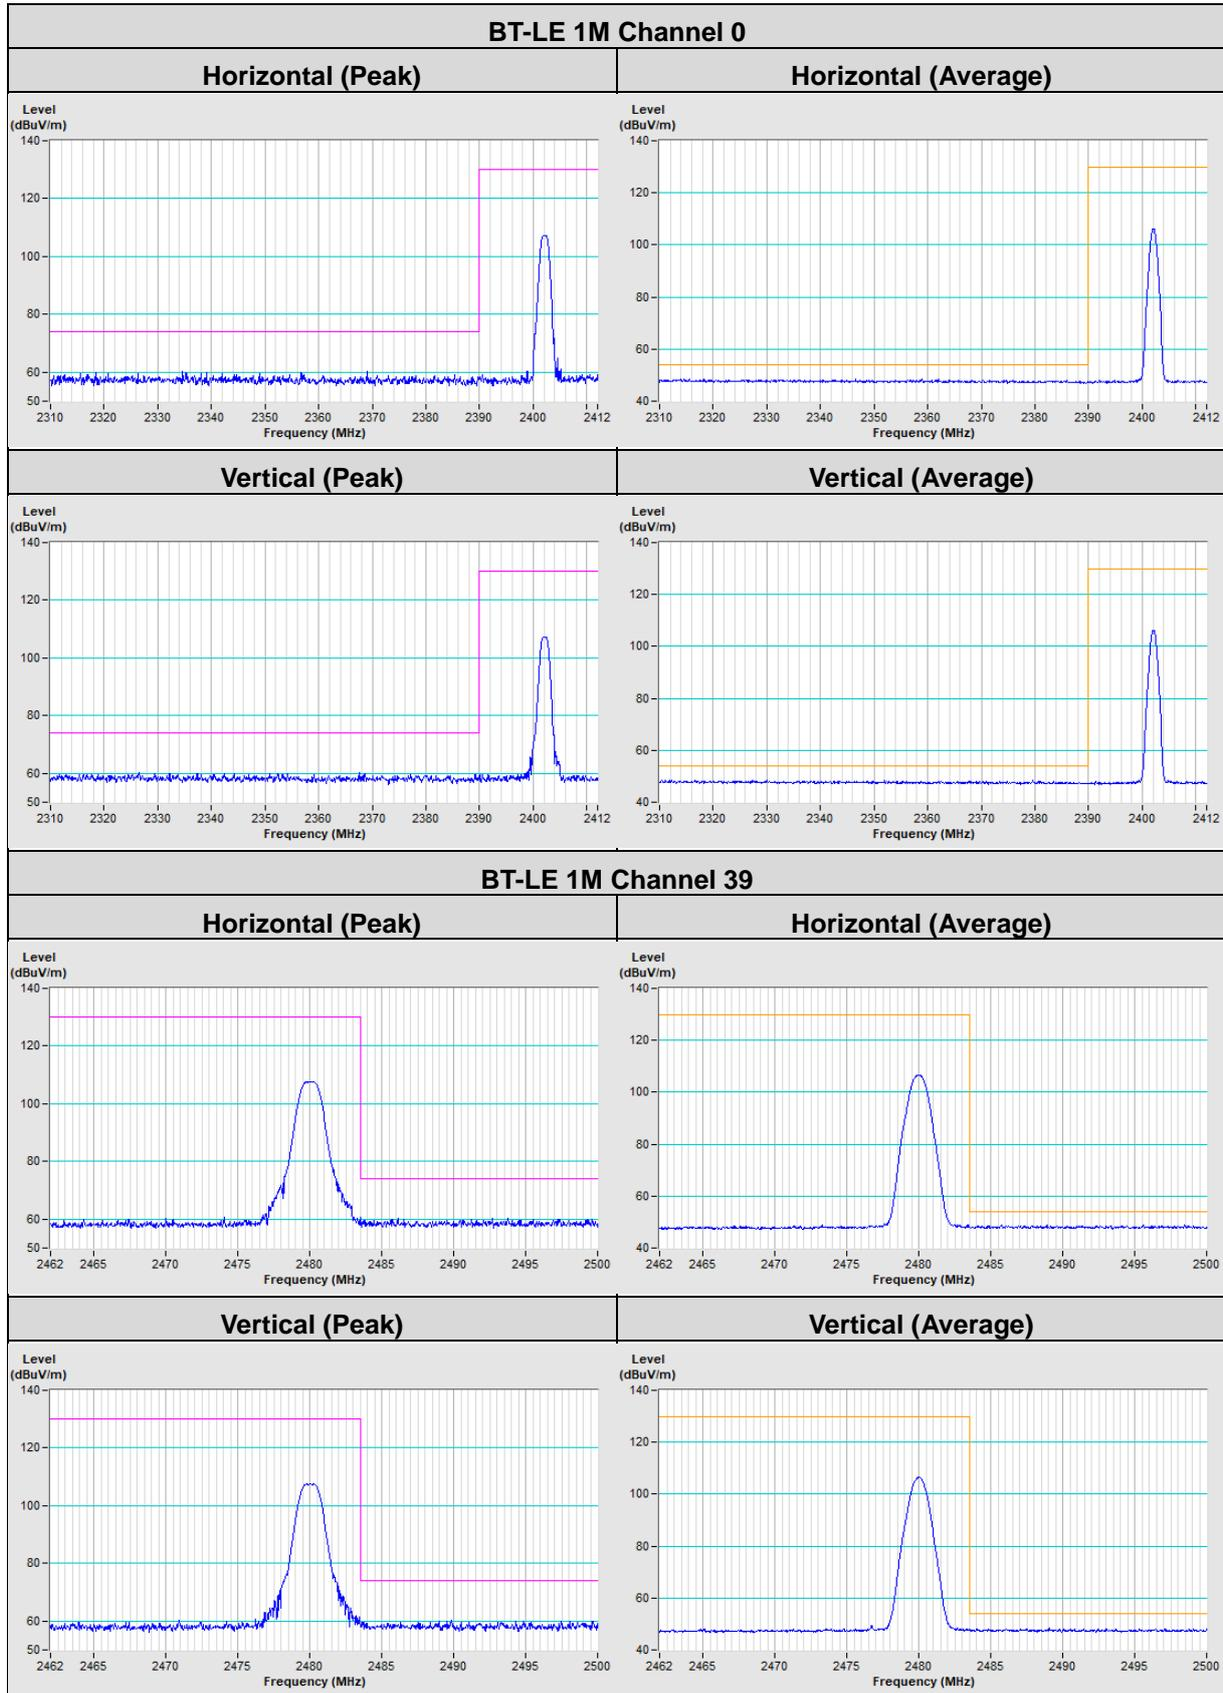 BT-LE 1M Channel 0
Horizontal (Peak)
Horizontal (Average)
Level
(dBuV/m)
140
120
100
80
60
50
2310 2320 2330 2340 2350 2360 2370 2380 2390 2400 2412
Frequency (MHz)
Level
(dBuV/m)
140
120
100
80
60
40
2310 2320 2330 2340 2350 2360 2370 2380 2390 2400 2412
Frequency (MHz)
Vertical (Peak)
Vertical (Average)
Level
(dBuV/m)
140
120
100
80
60
50
2310 2320 2330 2340 2350 2360 2370 2380 2390 2400 2412
Frequency (MHz)
Level
(dBuV/m)
140
120
100
80
60
40
2310 2320 2330 2340 2350 2360 2370 2380 2390 2400 2412
Frequency (MHz)
BT-LE 1M Channel 39
Horizontal (Peak)
Horizontal (Average)
Level
(dBuV/m)
140
120
100
80
60
50
2462 2465 2470 2475 2480 2485 2490 2495 2500
Frequency (MHz)
Level
(dBuV/m)
140
120
100
80
60
40
2462 2465 2470 2475 2480 2485 2490 2495 2500
Frequency (MHz)
Vertical (Peak)
Vertical (Average)
Level
(dBuV/m)
140
120
100
80
60
50
2462 2465 2470 2475 2480 2485 2490 2495 2500
Frequency (MHz)
Level
(dBuV/m)
140
120
100
80
60
40
2462 2465 2470 2475 2480 2485 2490 2495 2500
Frequency (MHz)